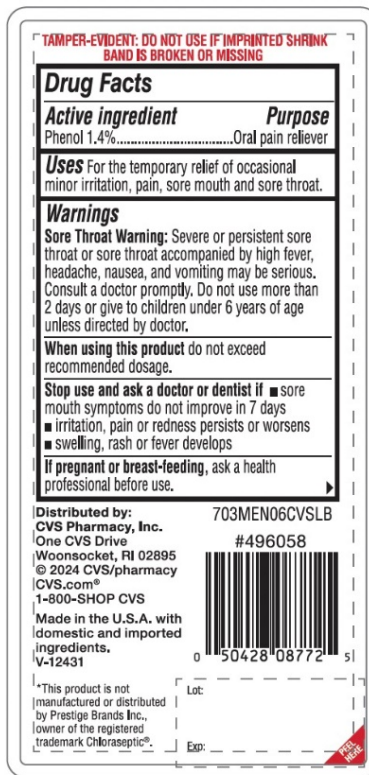 TAMPER-EVIDENT: DO NOT USE IF IMPRINTED SHRINK
BAND IS BROKEN OR MISSING
Drug Facts
Active ingredient Purpose
Phenol 1.4%..................................Oral pain reliever
Uses For the temporary relief of occasional
minor irritation, pain, sore mouth and sore throat.
Warnings
Sore Throat Warning: Severe or persistent sore
throat or sore throat accompanied by high fever,
headache, nausea, and vomiting may be serious.
Consult a doctor promptly. Do not use more than
2 days or give to children under 6 years of age
unless directed by doctor.
When using this product do not exceed
recommended dosage.
Stop use and ask a doctor or dentist if ■ sore
mouth symptoms do not improve in 7 days
■ irritation, pain or redness persists or worsens
■ swelling, rash or fever develops
If pregnant or breast-feeding, ask a health
professional before use.
Distributed by:
CVS Pharmacy, Inc.
One CVS Drive
Woonsocket, RI 02895
© 2024 CVS/pharmacy
CVS.com®
1-800-SHOP CVS
Made in the U.S.A. with
domestic and imported
ingredients.
V-12431
*This product is not
manufactured or distributed
by Prestige Brands Inc.,
owner of the registered
trademark Chloraseptic®.
703MEN06CVSLB
#496058
0 50428 08772 5
Lot:
Exp:
PEEL
HERE